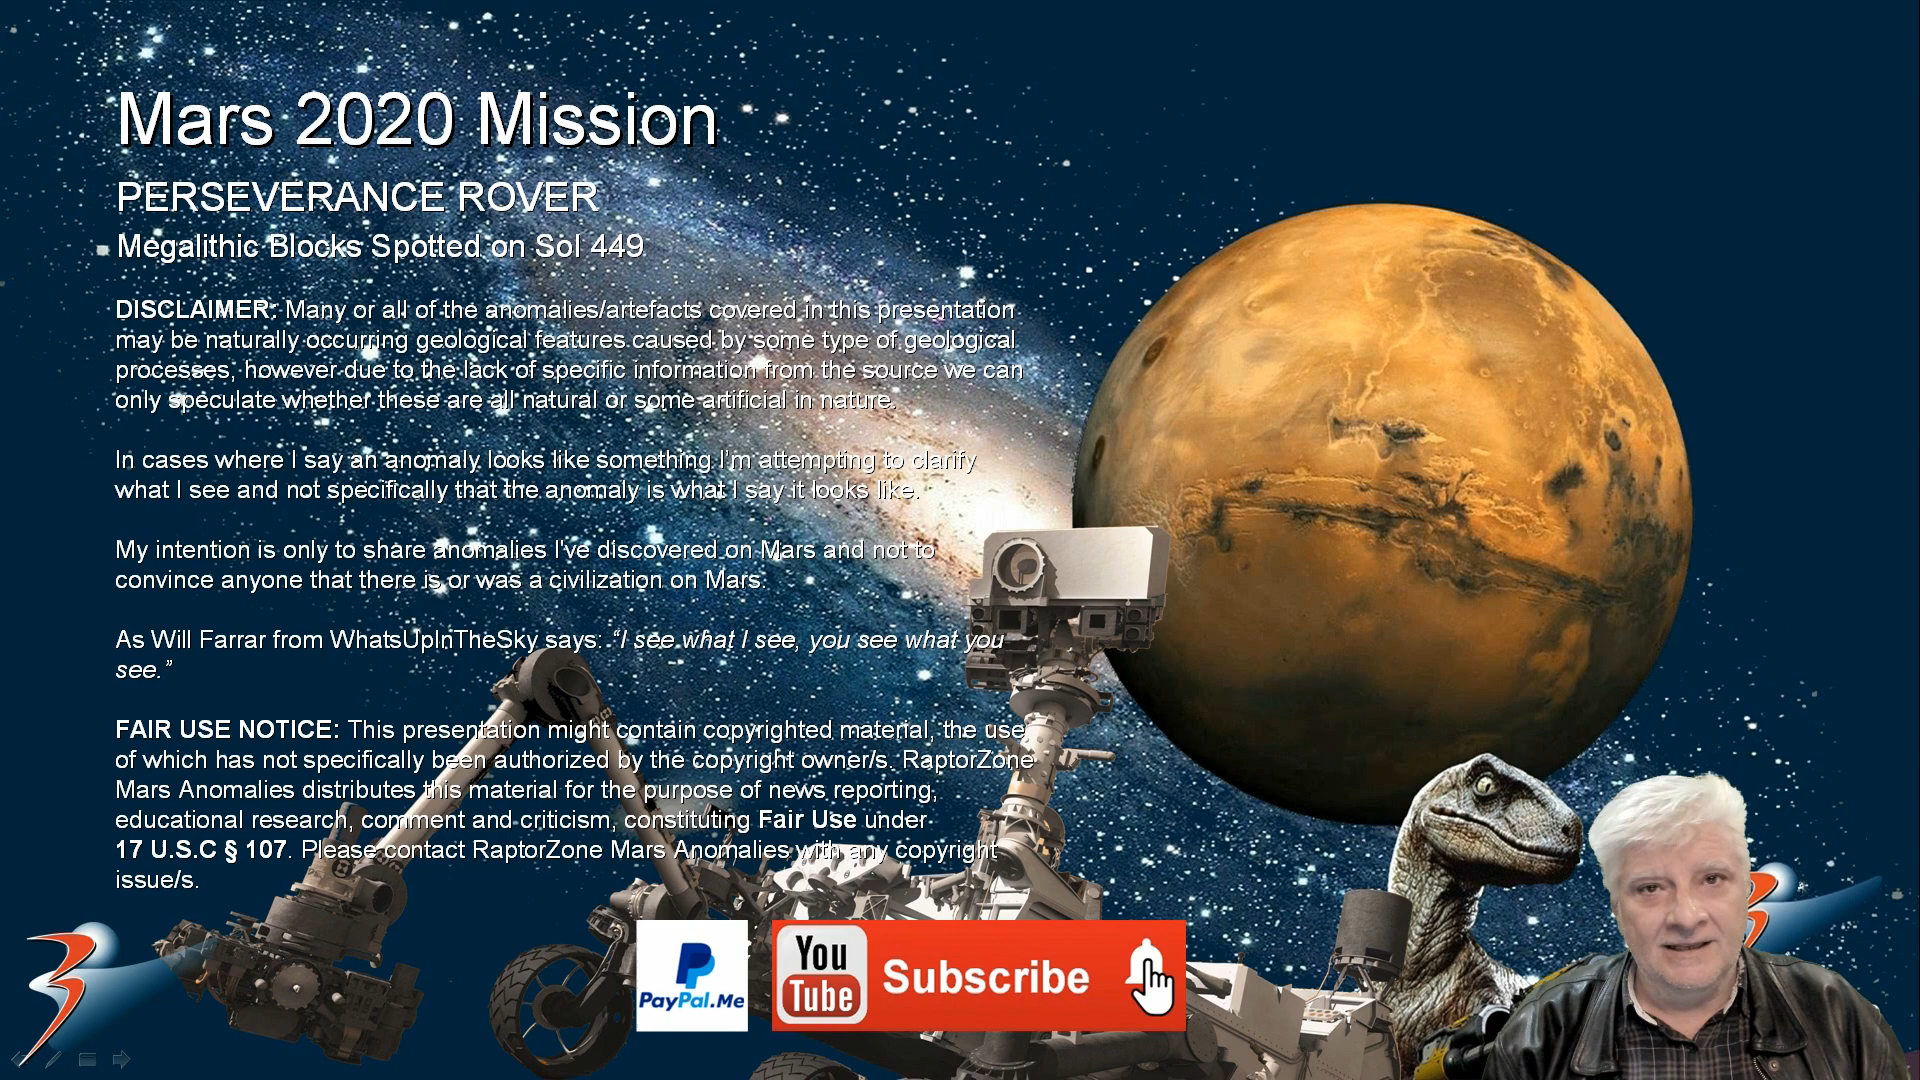 Mars 2020 Mission
PERSEVERANCE ROVER
Megalithic Blocks Spotted on Sol 449
DISCLAIMER: Many or all of the anomalies/artefacts covered in this presentation
may be naturally occurring geological features caused by some type of geological
processes, however due to the lack of specific information from the source we can
only speculate whether these are all natural or some artificial in nature.
In cases where I say an anomaly looks like something I'm attempting to clarify
what I see and not specifically that the anomaly is what I say it looks like.
My intention is only to share anomalies I've discovered on Mars and not to
convince anyone that there is or was a civilization on Mars.
As Will Farrar from WhatsUpInTheSky says: “I see what I see, you see what you
see.”
FAIR USE NOTICE: This presentation might contain copyrighted material, the use
of which has not specifically been authorized by the copyright owner/s. RaptorZone
Mars Anomalies distributes this material for the purpose of news reporting,
educational research, comment and criticism, constituting Fair Use under
17 U.S.C § 107. Please contact RaptorZone Mars Anomalies with any copyright
issue/s.
PayPal.Me
You
Tube
Subscribe